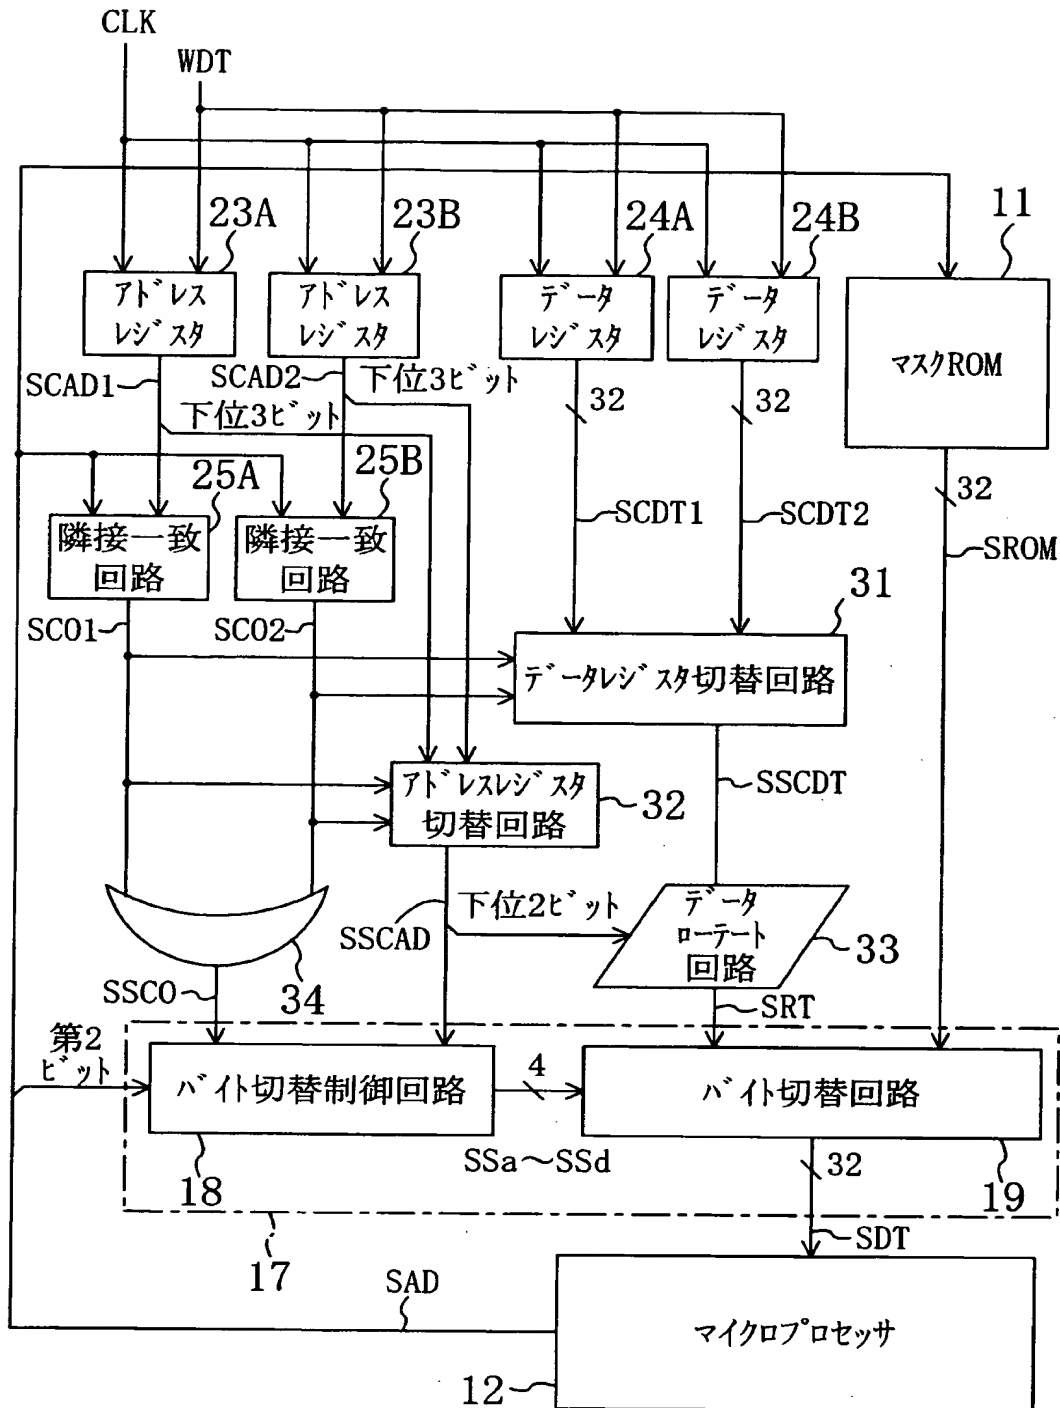 CLK
WDT
23A
23B
24A
24B
11
アドレス
レジスタ
アドレス
レジスタ
データ
レジスタ
データ
レジスタ
マスクROM
SCAD1
SCAD2
下位3ビット
下位3ビット
32
32
32
25A
25B
SCDT1
SCDT2
SROM
隣接一致
回路
隣接一致
回路
SCO1
SCO2
31
データレジスタ切替回路
アドレスレジスタ
切替回路
32
SSCDT
下位2ビット
データ
ローテート
回路
33
SSCAD
34
SSCO
SRT
第2
ビット
バイト切替制御回路
4
バイト切替回路
SSa～SSd
18
32
19
17
SDT
SAD
マイクロプロセッサ
12